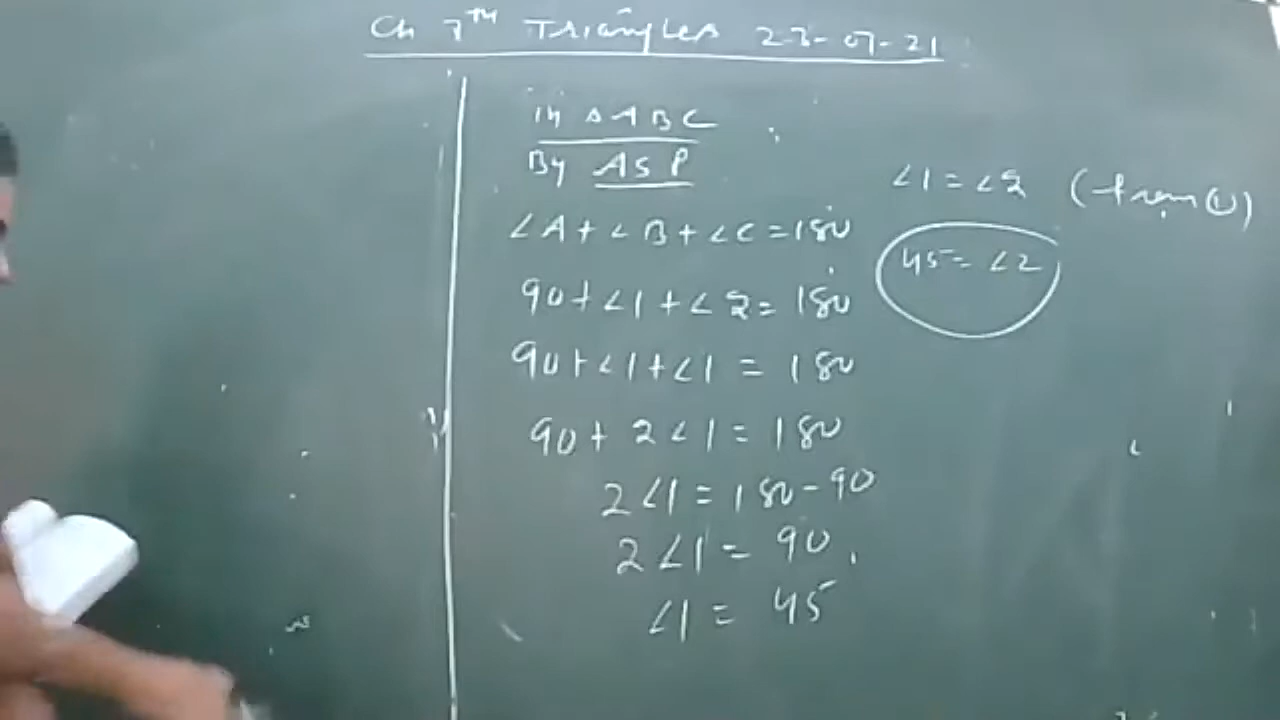 Ch 7TH Triangles 23-07-21
in △ABC
By ASP
∠A+∠B+∠C=180
90+∠1+∠2=180
90+∠1+∠1=180
90+2∠1=180
2∠1=180-90
2∠1=90
∠1=45
∠1=∠2 (from ①)
45=∠2